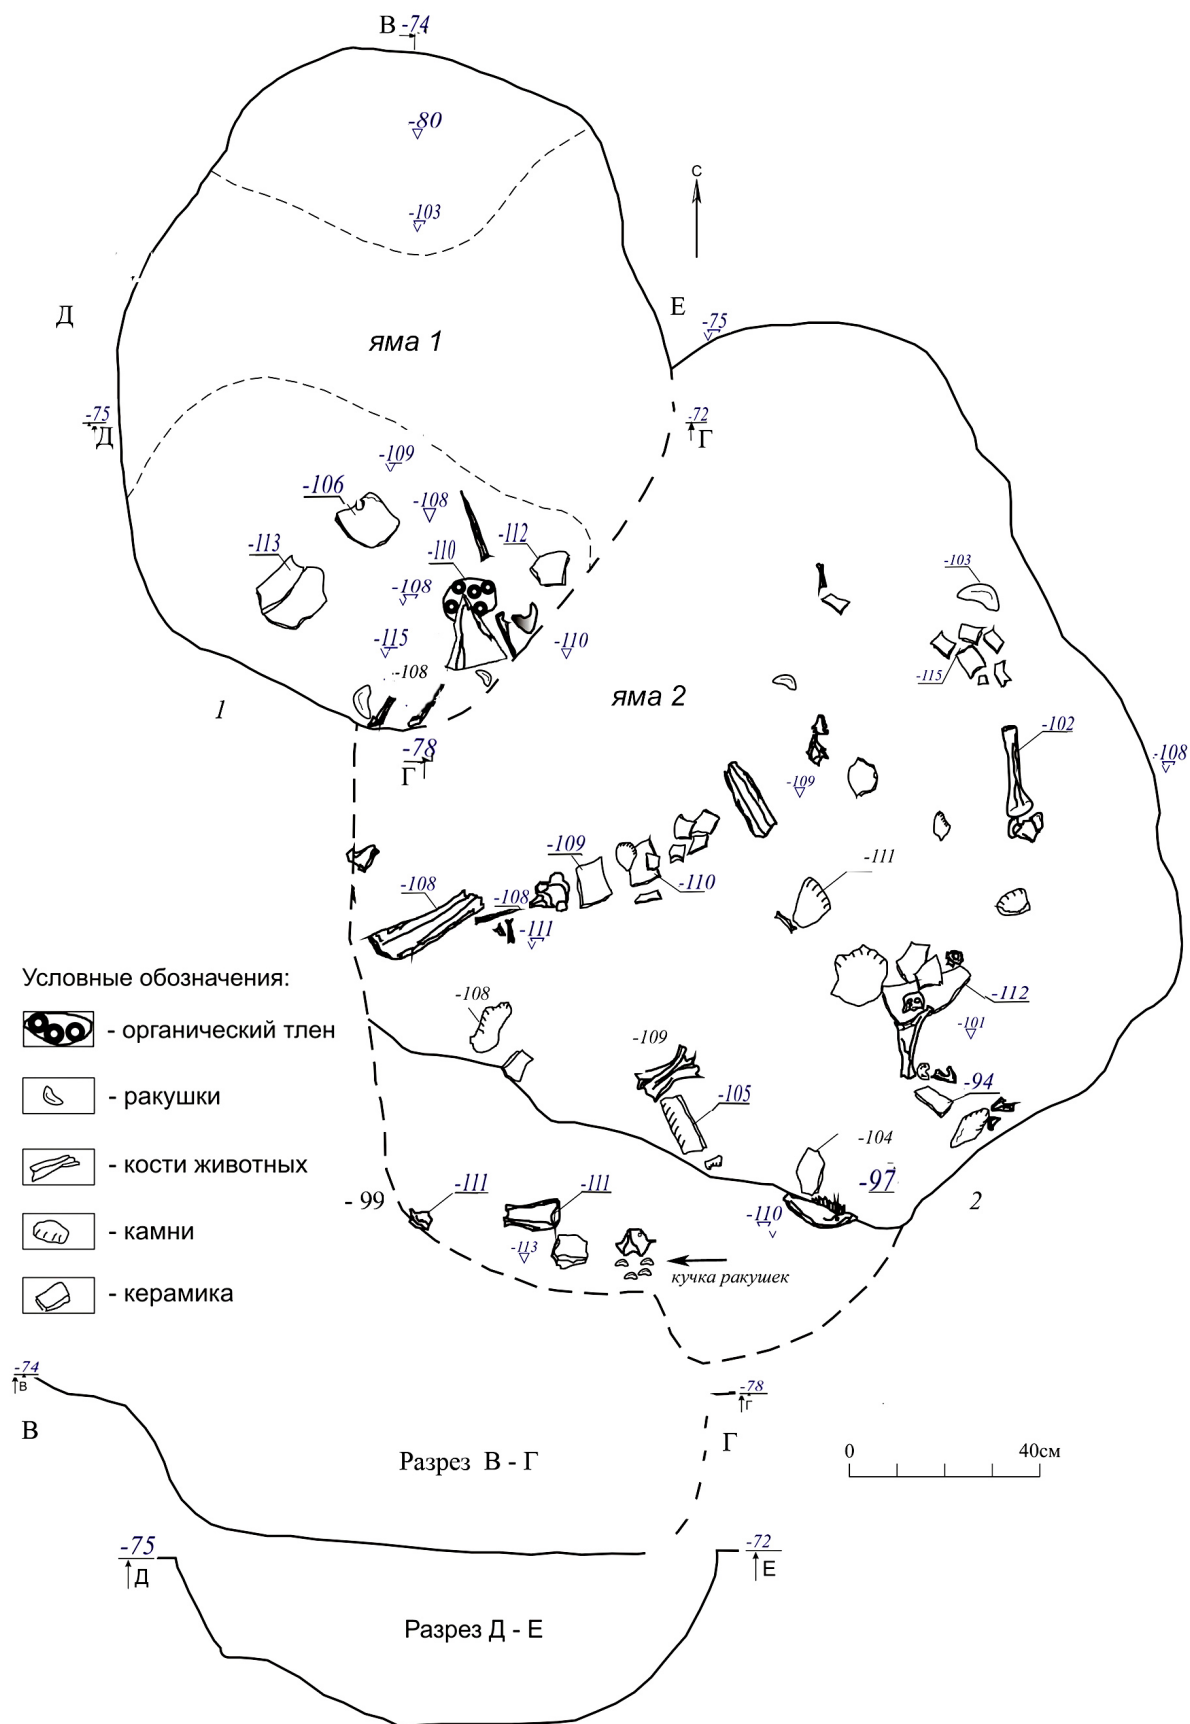 В -74
-80
С
-103
Д
Е
-75
яма 1
-75
Д
-72
Г
-109
-106
-108
-113
-110
-112
-103
-108
-115
-110
-108
-115
1
яма 2
-78
Г
-102
-108
-109
-109
-110
-111
-108
-108
-111
Условные обозначения:
-108
-112
- органический тлен
-101
-109
- ракушки
-105
-94
-104
- кости животных
-97
- 99
-111
-111
2
-110
- камни
-113
кучка ракушек
- керамика
-74
В
-78
Г
В
Г
0 40см
Разрез В - Г
-75
Д
-72
Е
Разрез Д - Е